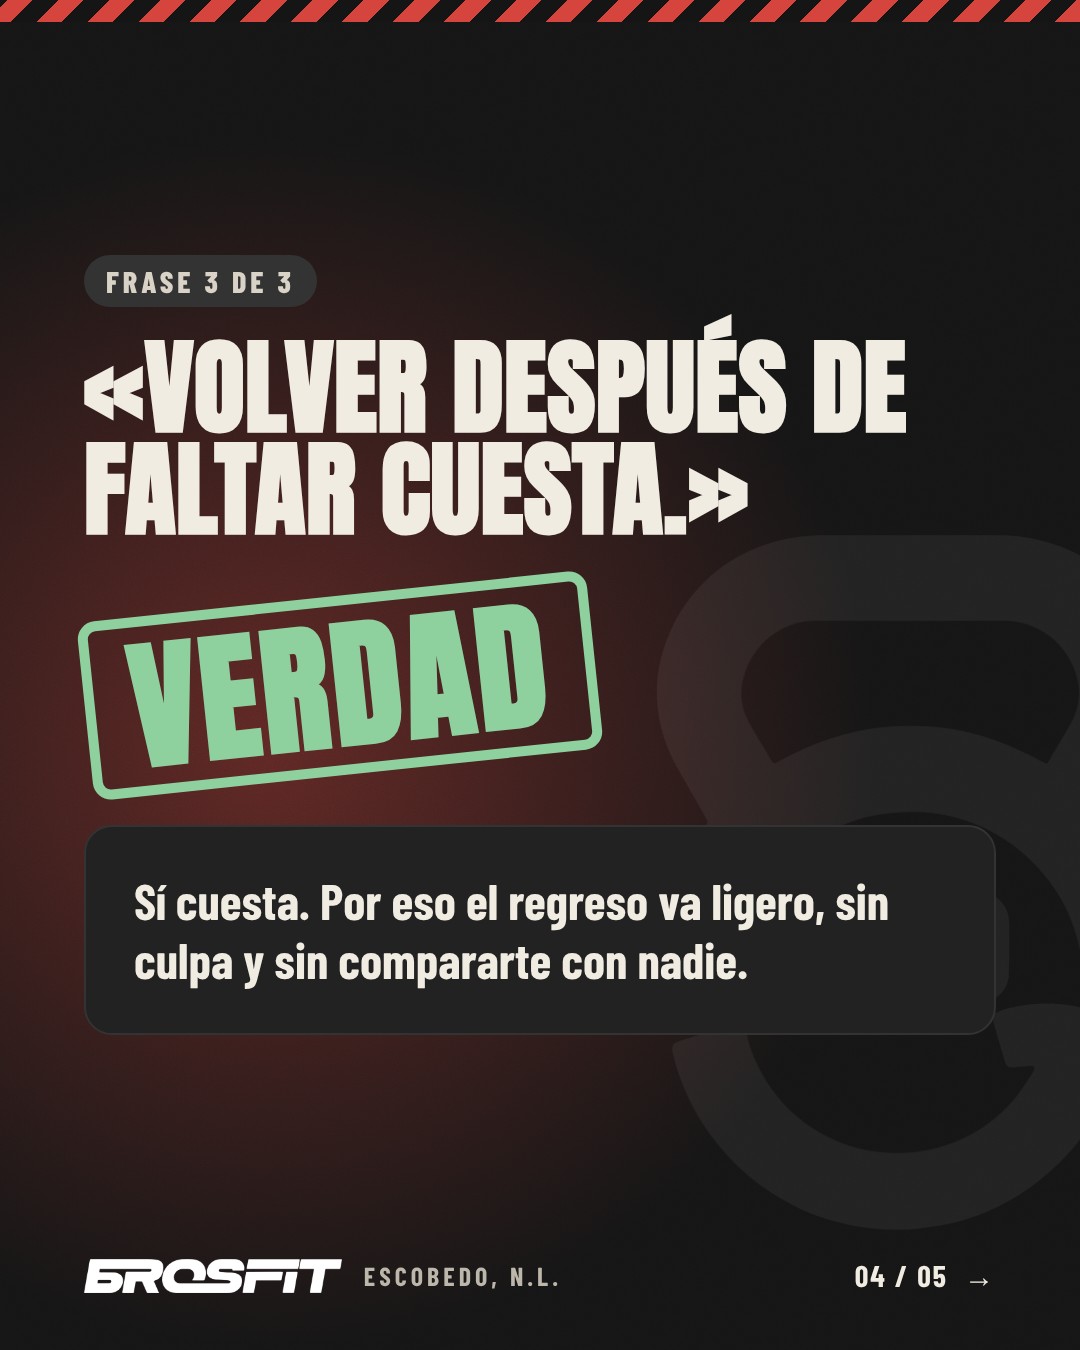 FRASE 3 DE 3
«VOLVER DESPUÉS DE
FALTAR CUESTA.»
VERDAD
Sí cuesta. Por eso el regreso va ligero, sin
culpa y sin compararte con nadie.
BROSFIT ESCOBEDO, N.L. 04 / 05 →